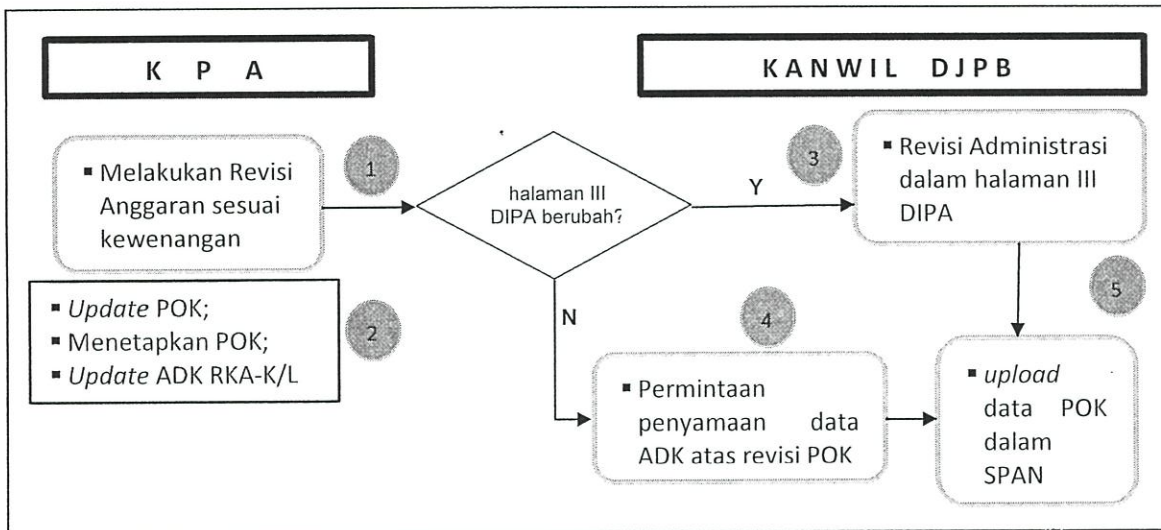 K P A
KANWIL DJPB
▪ Melakukan Revisi
Anggaran sesuai
kewenangan
1
▪ Update POK;
▪ Menetapkan POK;
▪ Update ADK RKA-K/L
2
halaman III
DIPA berubah?
Y
N
3
▪ Revisi Administrasi
dalam halaman III
DIPA
4
▪ Permintaan
penyamaan data
ADK atas revisi POK
5
▪ upload
data POK
dalam
SPAN